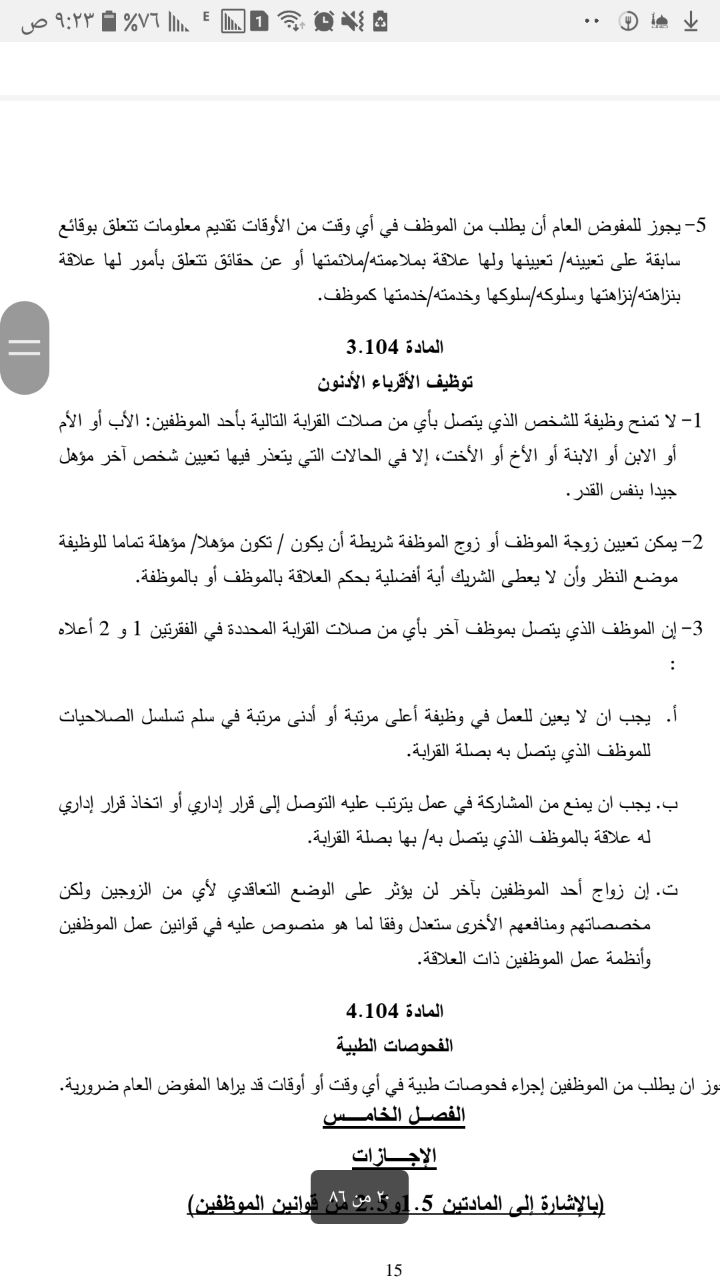 ٩:٢٣ ص ٧٦%
E
1
5- يجوز للمفوض العام أن يطلب من الموظف في أي وقت من الأوقات تقديم معلومات تتعلق بوقائع
سابقة على تعيينه/ تعيينها ولها علاقة بملاءمته/ملائمتها أو عن حقائق تتعلق بأمور لها علاقة
بنزاهته/نزاهتها وسلوكه/سلوكها وخدمته/خدمتها كموظف.
المادة 3.104
توظيف الأقرباء الأدنون
1- لا تمنح وظيفة للشخص الذي يتصل بأي من صلات القرابة التالية بأحد الموظفين: الأب أو الأم
أو الابن أو الابنة أو الأخ أو الأخت، إلا في الحالات التي يتعذر فيها تعيين شخص آخر مؤهل
جيدا بنفس القدر.
2- يمكن تعيين زوجة الموظف أو زوج الموظفة شريطة أن يكون / تكون مؤهلا/ مؤهلة تماما للوظيفة
موضع النظر وأن لا يعطى الشريك أية أفضلية بحكم العلاقة بالموظف أو بالموظفة.
3- إن الموظف الذي يتصل بموظف آخر بأي من صلات القرابة المحددة في الفقرتين 1 و 2 أعلاه
:
أ. يجب ان لا يعين للعمل في وظيفة أعلى مرتبة أو أدنى مرتبة في سلم تسلسل الصلاحيات
للموظف الذي يتصل به بصلة القرابة.
ب. يجب ان يمنع من المشاركة في عمل يترتب عليه التوصل إلى قرار إداري أو اتخاذ قرار إداري
له علاقة بالموظف الذي يتصل به/ بها بصلة القرابة.
ت. إن زواج أحد الموظفين بآخر لن يؤثر على الوضع التعاقدي لأي من الزوجين ولكن
مخصصاتهم ومنافعهم الأخرى ستعدل وفقا لما هو منصوص عليه في قوانين عمل الموظفين
وأنظمة عمل الموظفين ذات العلاقة.
المادة 4.104
الفحوصات الطبية
وز ان يطلب من الموظفين إجراء فحوصات طبية في أي وقت أو أوقات قد يراها المفوض العام ضرورية.
الفصـل الخامـــس
الإجـــازات
(بالإشارة إلى المادتين 1.5و2.5 من قوانين الموظفين)
٢٠ من ٨٦
15